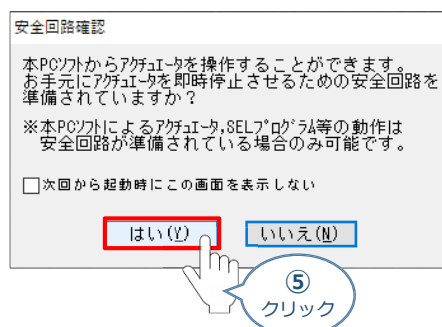 安全回路確認
本PCｿﾌﾄからｱｸﾁｭｴｰﾀを操作することができます。
お手元にｱｸﾁｭｴｰﾀを即時停止させるための安全回路を
準備されていますか？
※本PCｿﾌﾄによるｱｸﾁｭｴｰﾀ,SELﾌﾟﾛｸﾞﾗﾑ等の動作は
安全回路が準備されている場合のみ可能です。
次回から起動時にこの画面を表示しない
はい(Y) いいえ(N)
⑤
クリック